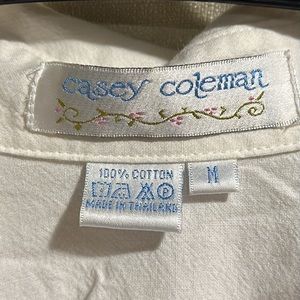 casey coleman
100% COTTON
M
MADE IN THAILAND